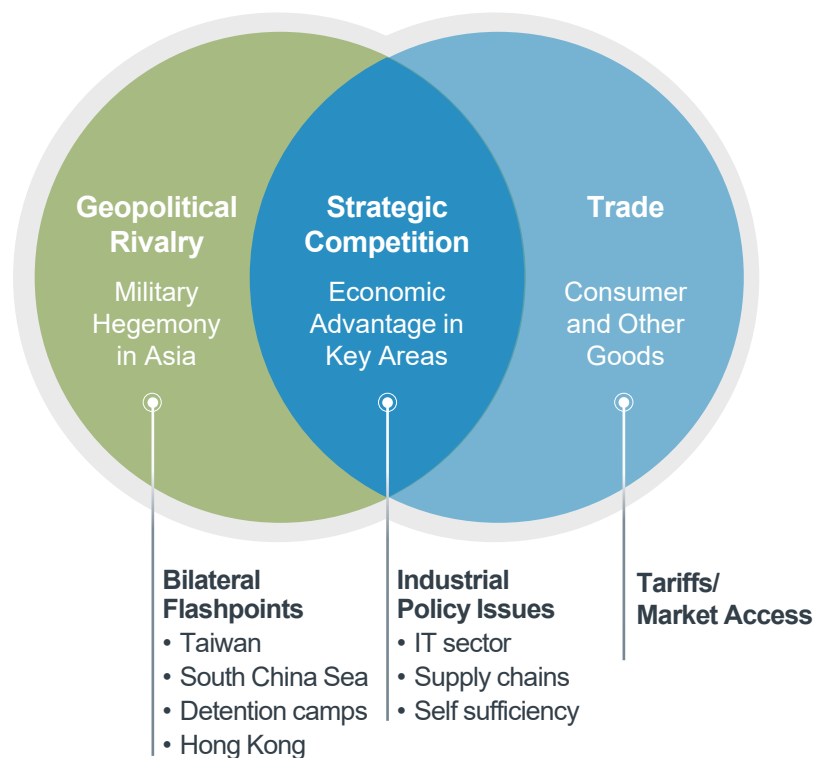 Geopolitical
Rivalry
Military
Hegemony
in Asia
Strategic
Competition
Economic
Advantage in
Key Areas
Trade
Consumer
and Other
Goods
Bilateral
Flashpoints
• Taiwan
• South China Sea
• Detention camps
• Hong Kong
Industrial
Policy Issues
• IT sector
• Supply chains
• Self sufficiency
Tariffs/
Market Access